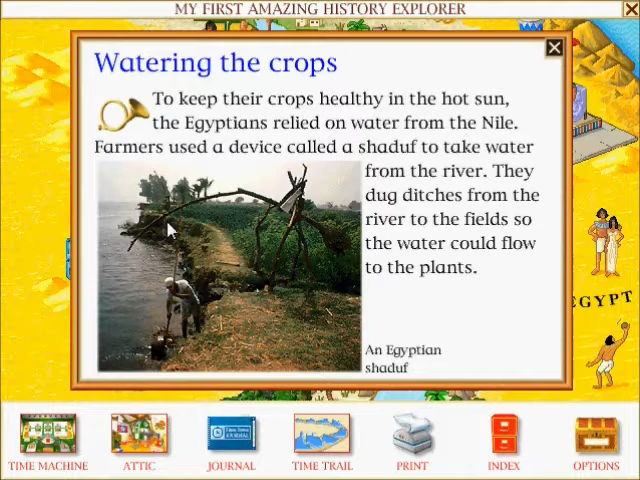 MY FIRST AMAZING HISTORY EXPLORER
Watering the crops
To keep their crops healthy in the hot sun,
the Egyptians relied on water from the Nile.
Farmers used a device called a shaduf to take water
from the river. They
dug ditches from the
river to the fields so
the water could flow
to the plants.
An Egyptian
shaduf
EGYPT
TIME MACHINE
ATTIC
JOURNAL
TIME TRAIL
PRINT
INDEX
OPTIONS
JOURNAL